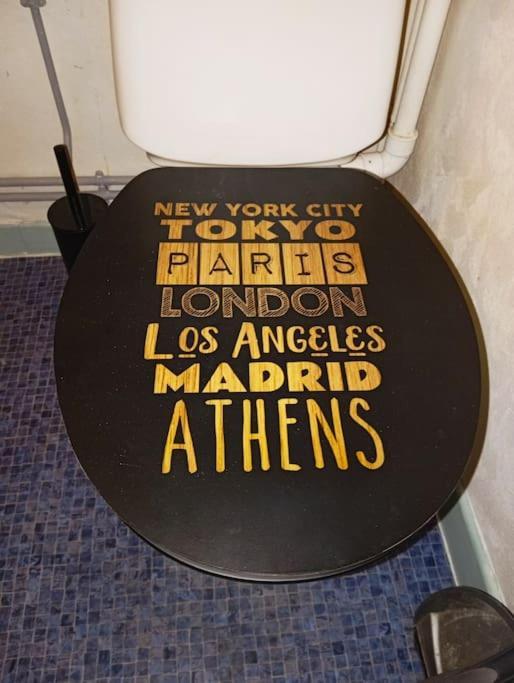 NEW YORK CITY
TOKYO
PARIS
LONDON
LOS ANGELES
MADRID
ATHENS